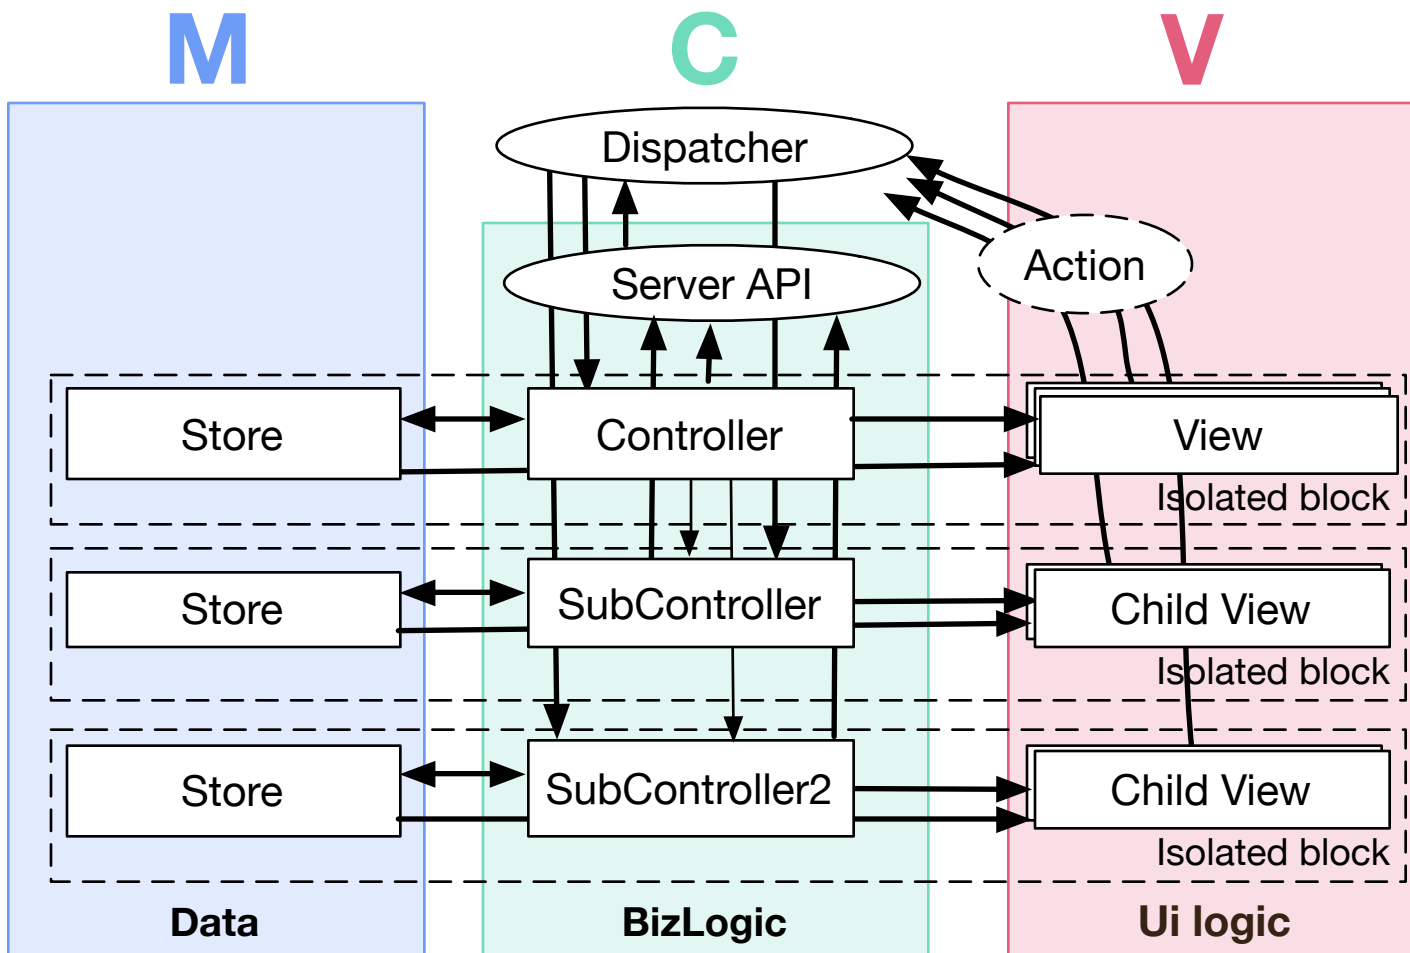 M
C
V
Dispatcher
Server API
Action
Store
Controller
View
Isolated block
Store
SubController
Child View
Isolated block
Store
SubController2
Child View
Isolated block
Data
BizLogic
Ui logic